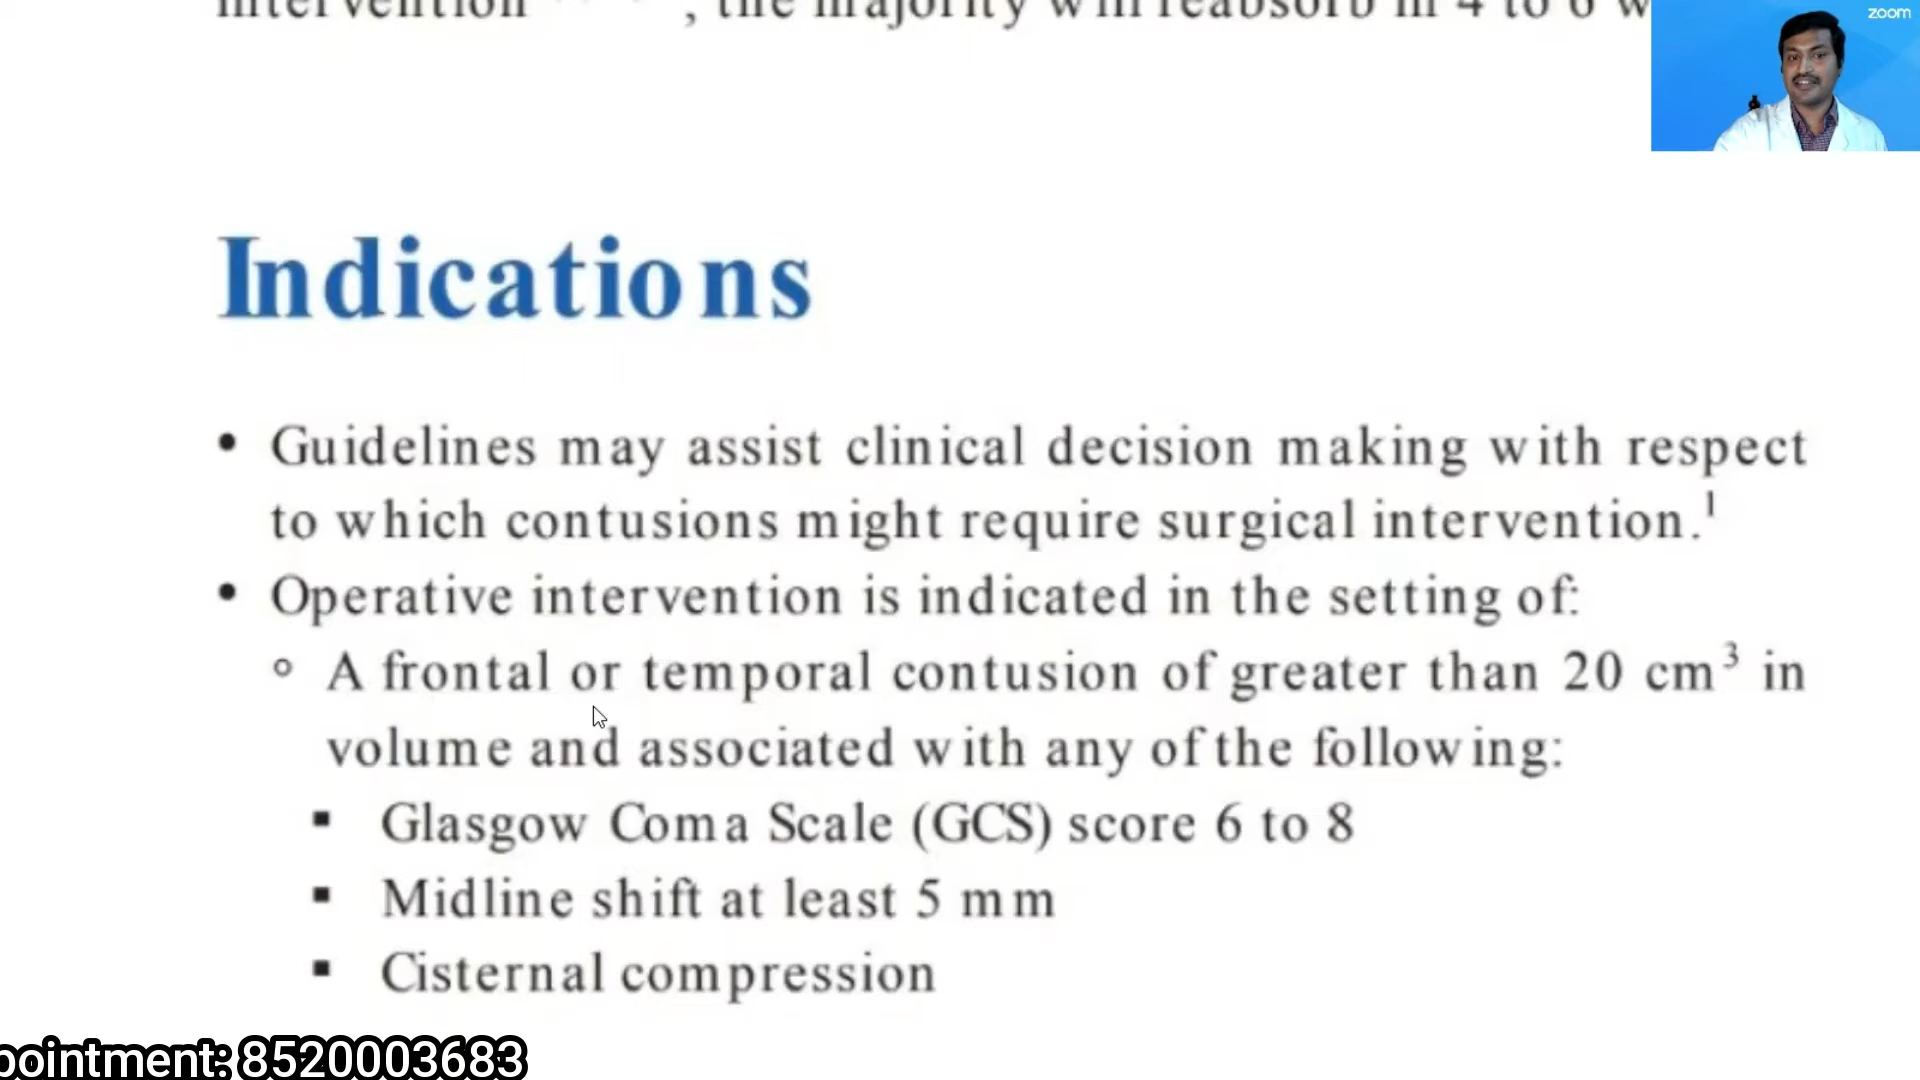 intervention , the majority will reabsorb in 4 to 6 w
zoom
Indications
• Guidelines may assist clinical decision making with respect
to which contusions might require surgical intervention.¹
• Operative intervention is indicated in the setting of:
○ A frontal or temporal contusion of greater than 20 cm³ in
volume and associated with any of the following:
▪ Glasgow Coma Scale (GCS) score 6 to 8
▪ Midline shift at least 5 mm
▪ Cisternal compression
pointment: 8520003683